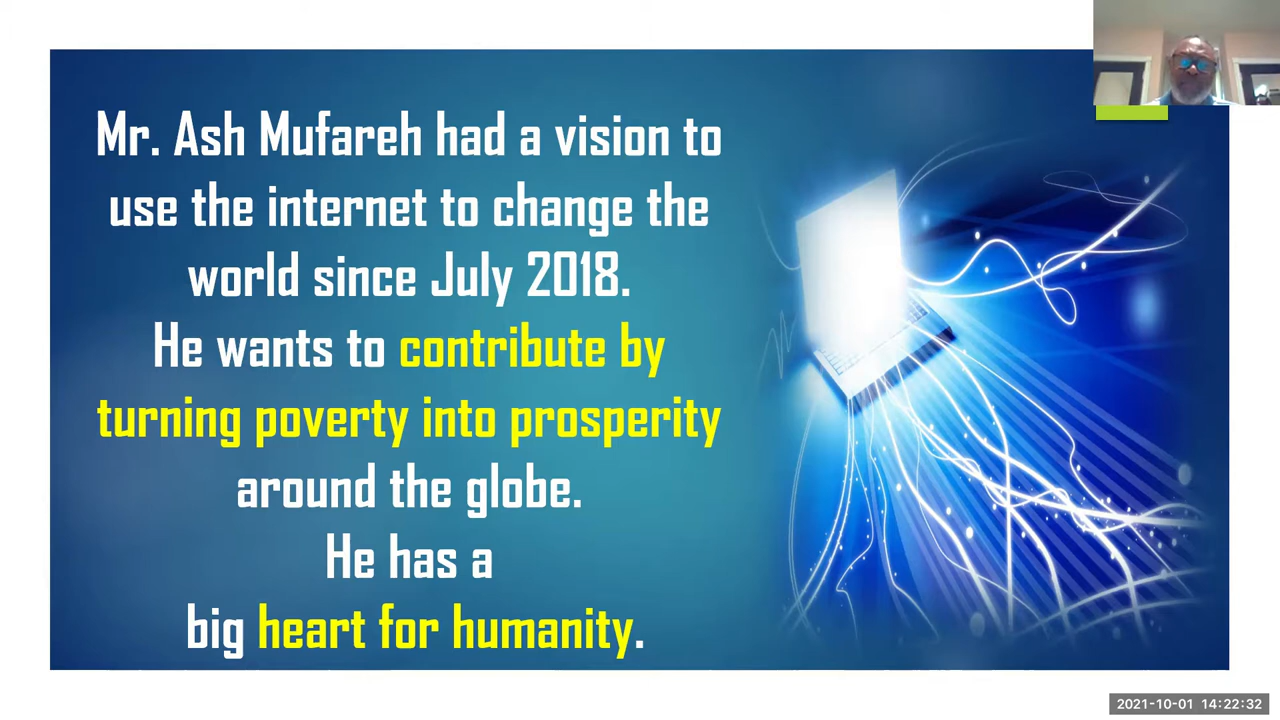 Mr. Ash Mufareh had a vision to
use the internet to change the
world since July 2018.
He wants to contribute by
turning poverty into prosperity
around the globe.
He has a
big heart for humanity.
2021-10-01 14:22:32